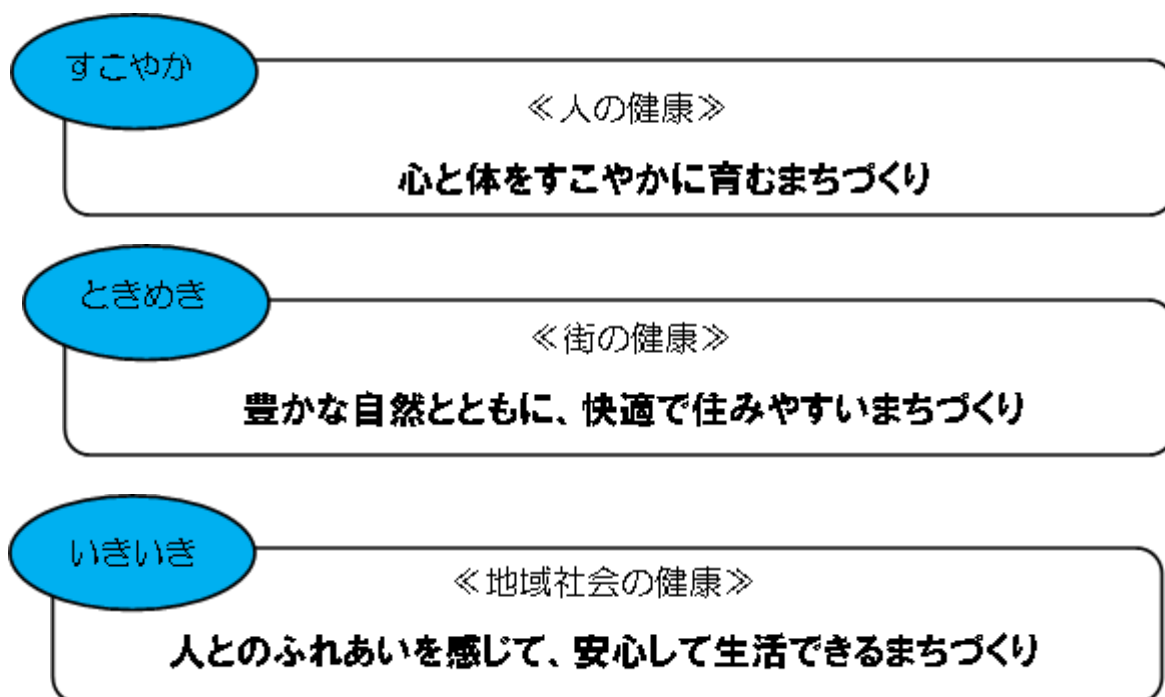 すこやか
≪人の健康≫
心と体をすこやかに育むまちづくり
ときめき
≪街の健康≫
豊かな自然とともに、快適で住みやすいまちづくり
いきいき
≪地域社会の健康≫
人とのふれあいを感じて、安心して生活できるまちづくり